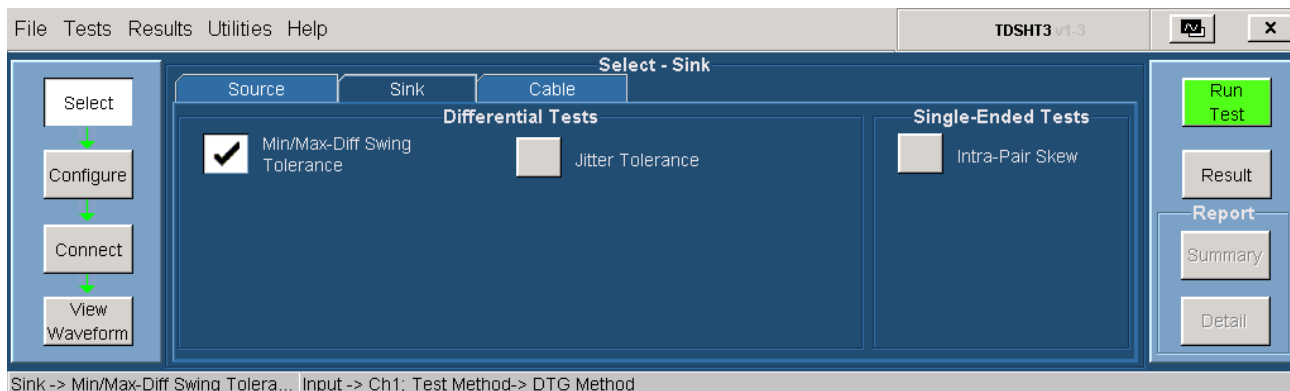 File Tests Results Utilities Help
TDSHT3 v1-3
x
Select - Sink
Select
Configure
Connect
View
Waveform
Source Sink Cable
Differential Tests
Min/Max-Diff Swing
Tolerance
Jitter Tolerance
Single-Ended Tests
Intra-Pair Skew
Run
Test
Result
Report
Summary
Detail
Sink -> Min/Max-Diff Swing Tolera... Input -> Ch1; Test Method-> DTG Method